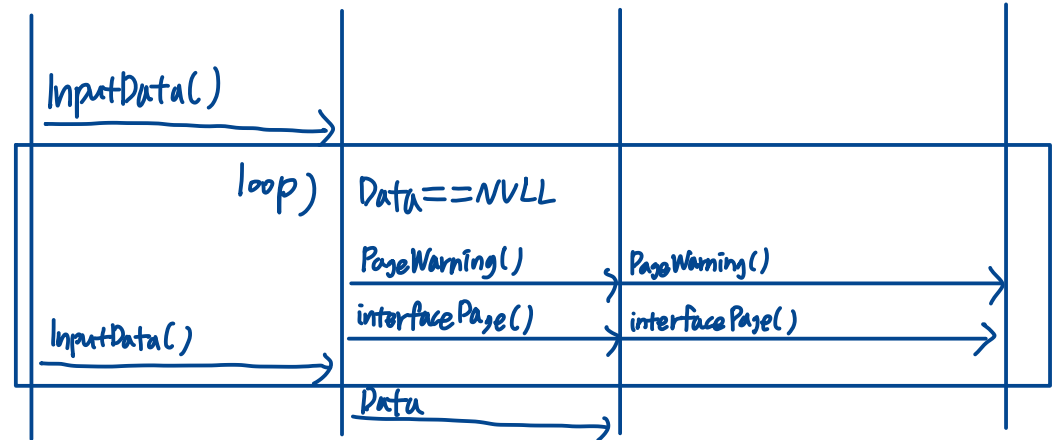 InputData()
loop)
Data==NULL
PageWarning()
PageWarning()
interfacePage()
interfacePage()
InputData()
Data